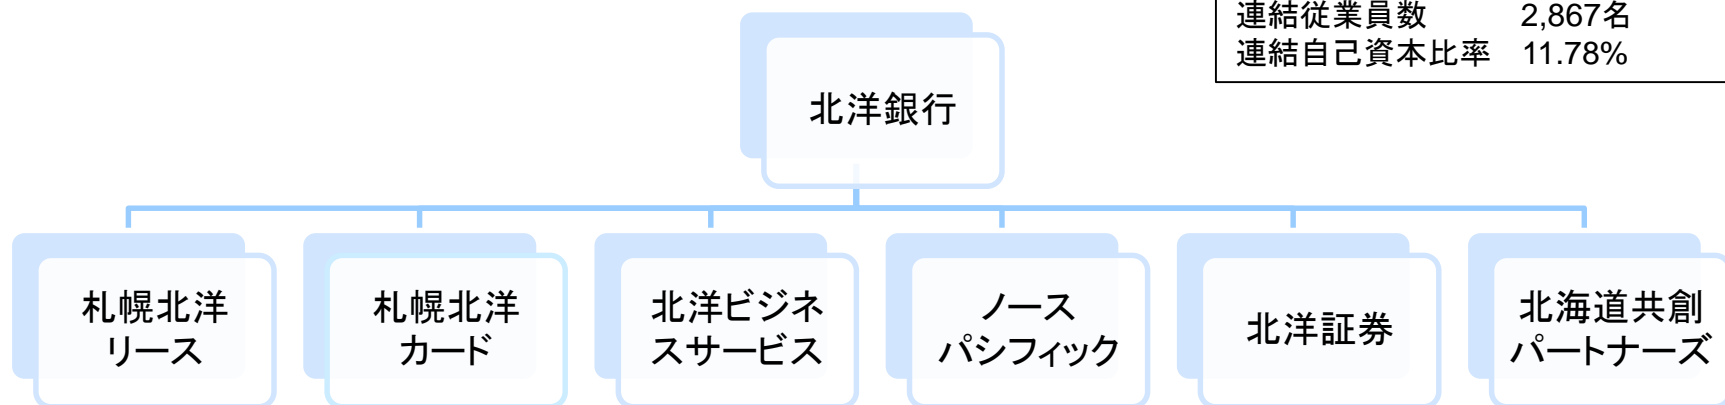 連結従業員数 2,867名
連結自己資本比率 11.78%
北洋銀行
札幌北洋
リース
札幌北洋
カード
北洋ビジネ
スサービス
ノース
パシフィック
北洋証券
北海道共創
パートナーズ